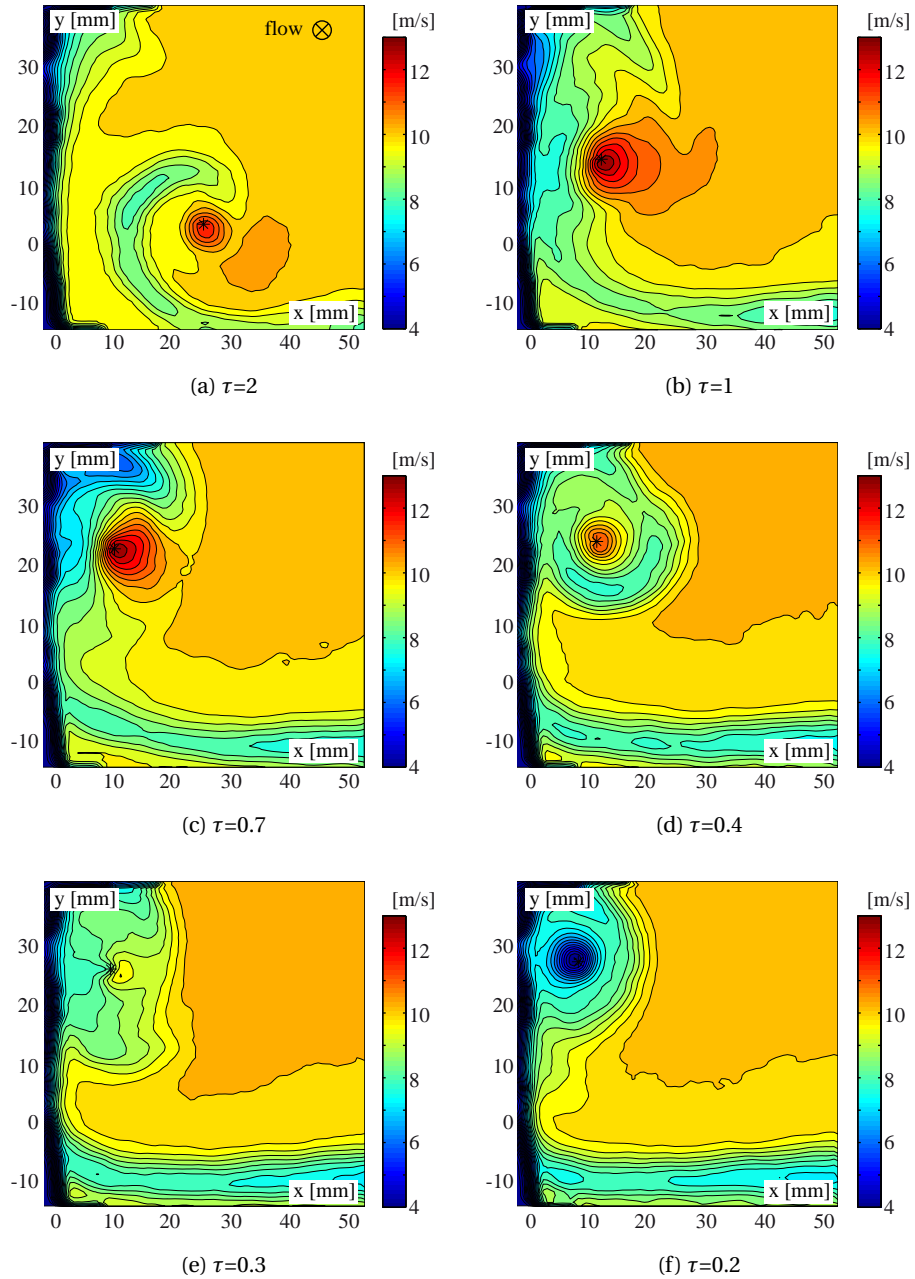 y [mm] flow [m/s] y [mm] [m/s]
30 12 30 12
20 10 20 10
10 8 10 8
0 0
-10 6 -10 6
x [mm] 4 x [mm] 4
0 10 20 30 40 50 0 10 20 30 40 50
(a) τ=2 (b) τ=1
y [mm] [m/s] y [mm] [m/s]
30 12 30 12
20 10 20 10
10 8 10 8
0 0
-10 6 -10 6
x [mm] 4 x [mm] 4
0 10 20 30 40 50 0 10 20 30 40 50
(c) τ=0.7 (d) τ=0.4
y [mm] [m/s] y [mm] [m/s]
30 12 30 12
20 10 20 10
10 8 10 8
0 0
-10 6 -10 6
x [mm] 4 x [mm] 4
0 10 20 30 40 50 0 10 20 30 40 50
(e) τ=0.3 (f) τ=0.2